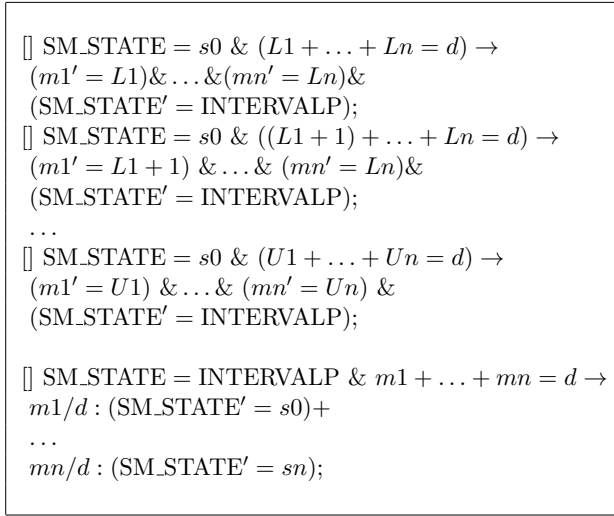 [] SM_STATE = s0 & (L1 + … + Ln = d) →
(m1′ = L1)& … &(mn′ = Ln)&
(SM_STATE′ = INTERVALP);
[] SM_STATE = s0 & ((L1 + 1) + … + Ln = d) →
(m1′ = L1 + 1) & … & (mn′ = Ln)&
(SM_STATE′ = INTERVALP);
…
[] SM_STATE = s0 & (U1 + … + Un = d) →
(m1′ = U1) & … & (mn′ = Un) &
(SM_STATE′ = INTERVALP);
[] SM_STATE = INTERVALP & m1 + … + mn = d →
m1/d : (SM_STATE′ = s0)+
…
mn/d : (SM_STATE′ = sn);